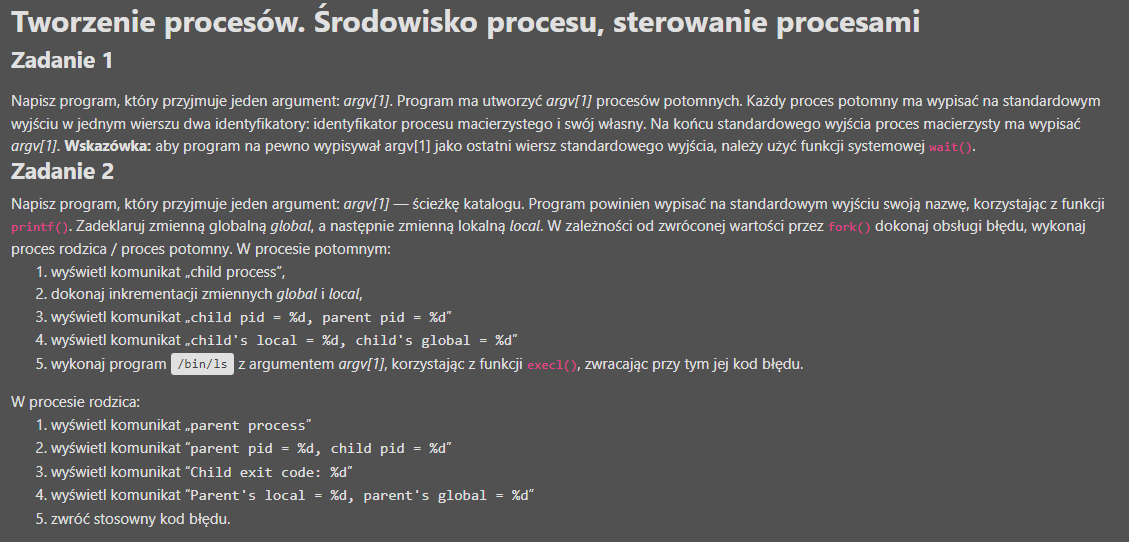 Tworzenie procesów. Środowisko procesu, sterowanie procesami
Zadanie 1
Napisz program, który przyjmuje jeden argument: argv[1]. Program ma utworzyć argv[1] procesów potomnych. Każdy proces potomny ma wypisać na standardowym
wyjściu w jednym wierszu dwa identyfikatory: identyfikator procesu macierzystego i swój własny. Na końcu standardowego wyjścia proces macierzysty ma wypisać
argv[1]. Wskazówka: aby program na pewno wypisywał argv[1] jako ostatni wiersz standardowego wyjścia, należy użyć funkcji systemowej wait().
Zadanie 2
Napisz program, który przyjmuje jeden argument: argv[1] — ścieżkę katalogu. Program powinien wypisać na standardowym wyjściu swoją nazwę, korzystając z funkcji
printf(). Zadeklaruj zmienną globalną global, a następnie zmienną lokalną local. W zależności od zwróconej wartości przez fork() dokonaj obsługi błędu, wykonaj
proces rodzica / proces potomny. W procesie potomnym:
1. wyświetl komunikat „child process”,
2. dokonaj inkrementacji zmiennych global i local,
3. wyświetl komunikat „child pid = %d, parent pid = %d”
4. wyświetl komunikat „child's local = %d, child's global = %d”
5. wykonaj program /bin/ls z argumentem argv[1], korzystając z funkcji execl(), zwracając przy tym jej kod błędu.
W procesie rodzica:
1. wyświetl komunikat „parent process”
2. wyświetl komunikat “parent pid = %d, child pid = %d”
3. wyświetl komunikat “Child exit code: %d”
4. wyświetl komunikat “Parent's local = %d, parent's global = %d”
5. zwróć stosowny kod błędu.